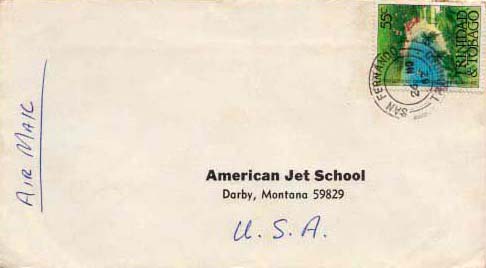 55c
TRINIDAD
& TOBAGO
SAN FERNANDO
AIR MAIL
American Jet School
Darby, Montana 59829
U. S. A.